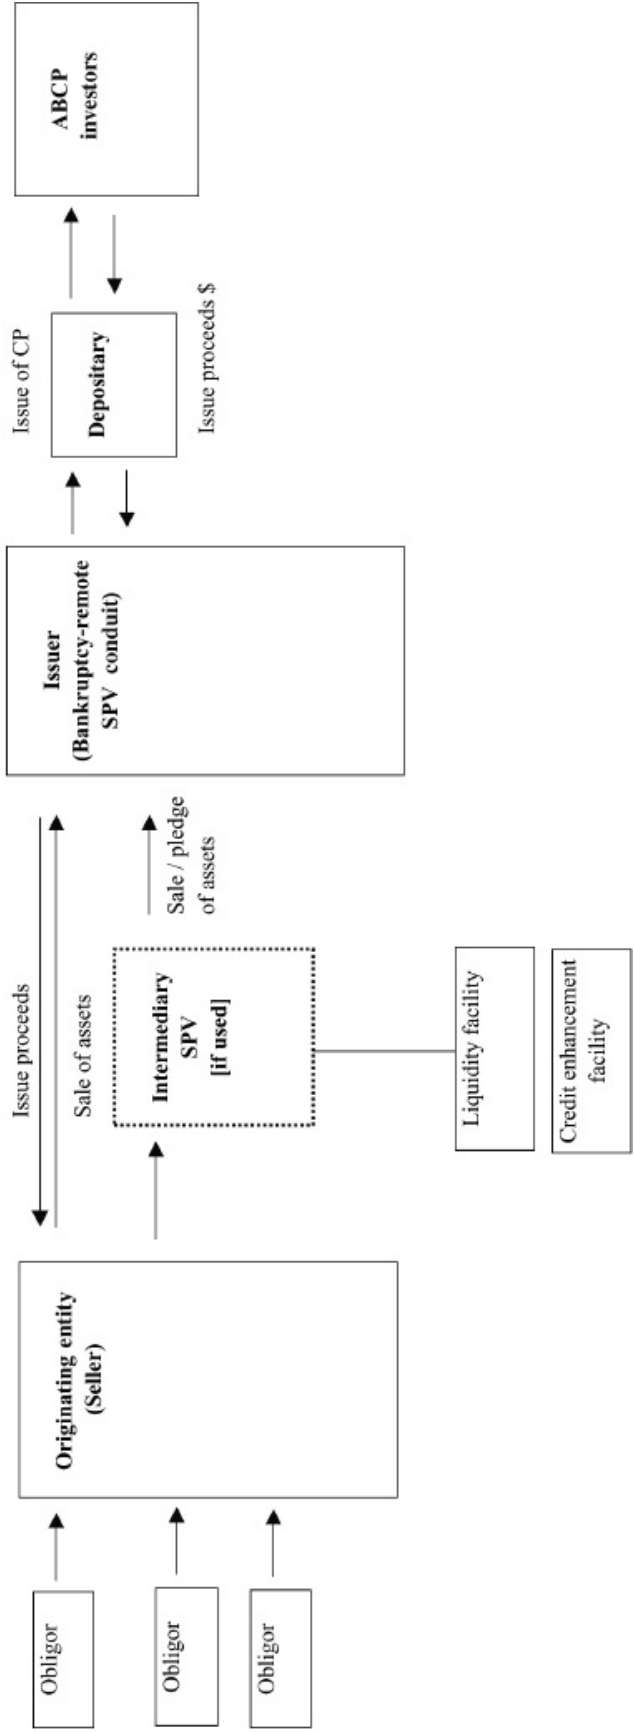 Obligor
Obligor
Obligor
Originating entity
(Seller)
Issue proceeds
Sale of assets
Intermediary
SPV
[if used]
Sale / pledge
of assets
Liquidity facility
Credit enhancement
facility
Issuer
(Bankruptcy-remote
SPV conduit)
Issue of CP
Depositary
Issue proceeds $
ABCP
investors